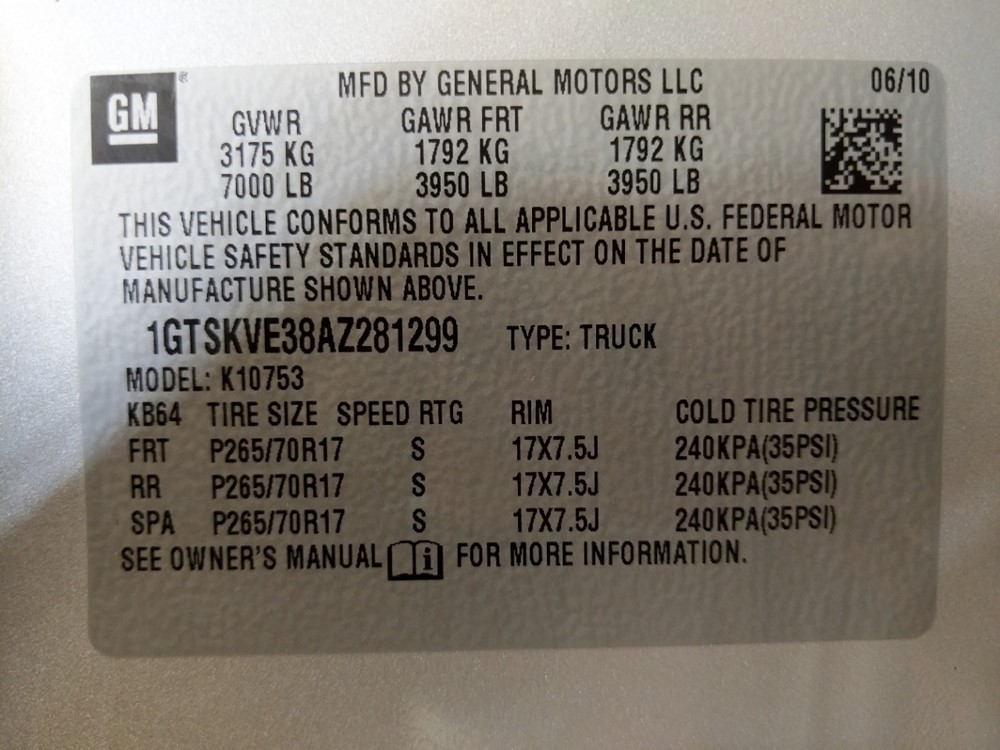 GM® MFD BY GENERAL MOTORS LLC 06/10
GVWR GAWR FRT GAWR RR
3175 KG 1792 KG 1792 KG
7000 LB 3950 LB 3950 LB
THIS VEHICLE CONFORMS TO ALL APPLICABLE U.S. FEDERAL MOTOR
VEHICLE SAFETY STANDARDS IN EFFECT ON THE DATE OF
MANUFACTURE SHOWN ABOVE.
1GTSKVE38AZ281299 TYPE: TRUCK
MODEL: K10753
KB64 TIRE SIZE SPEED RTG RIM COLD TIRE PRESSURE
FRT P265/70R17 S 17X7.5J 240KPA(35PSI)
RR P265/70R17 S 17X7.5J 240KPA(35PSI)
SPA P265/70R17 S 17X7.5J 240KPA(35PSI)
SEE OWNER'S MANUAL i FOR MORE INFORMATION.